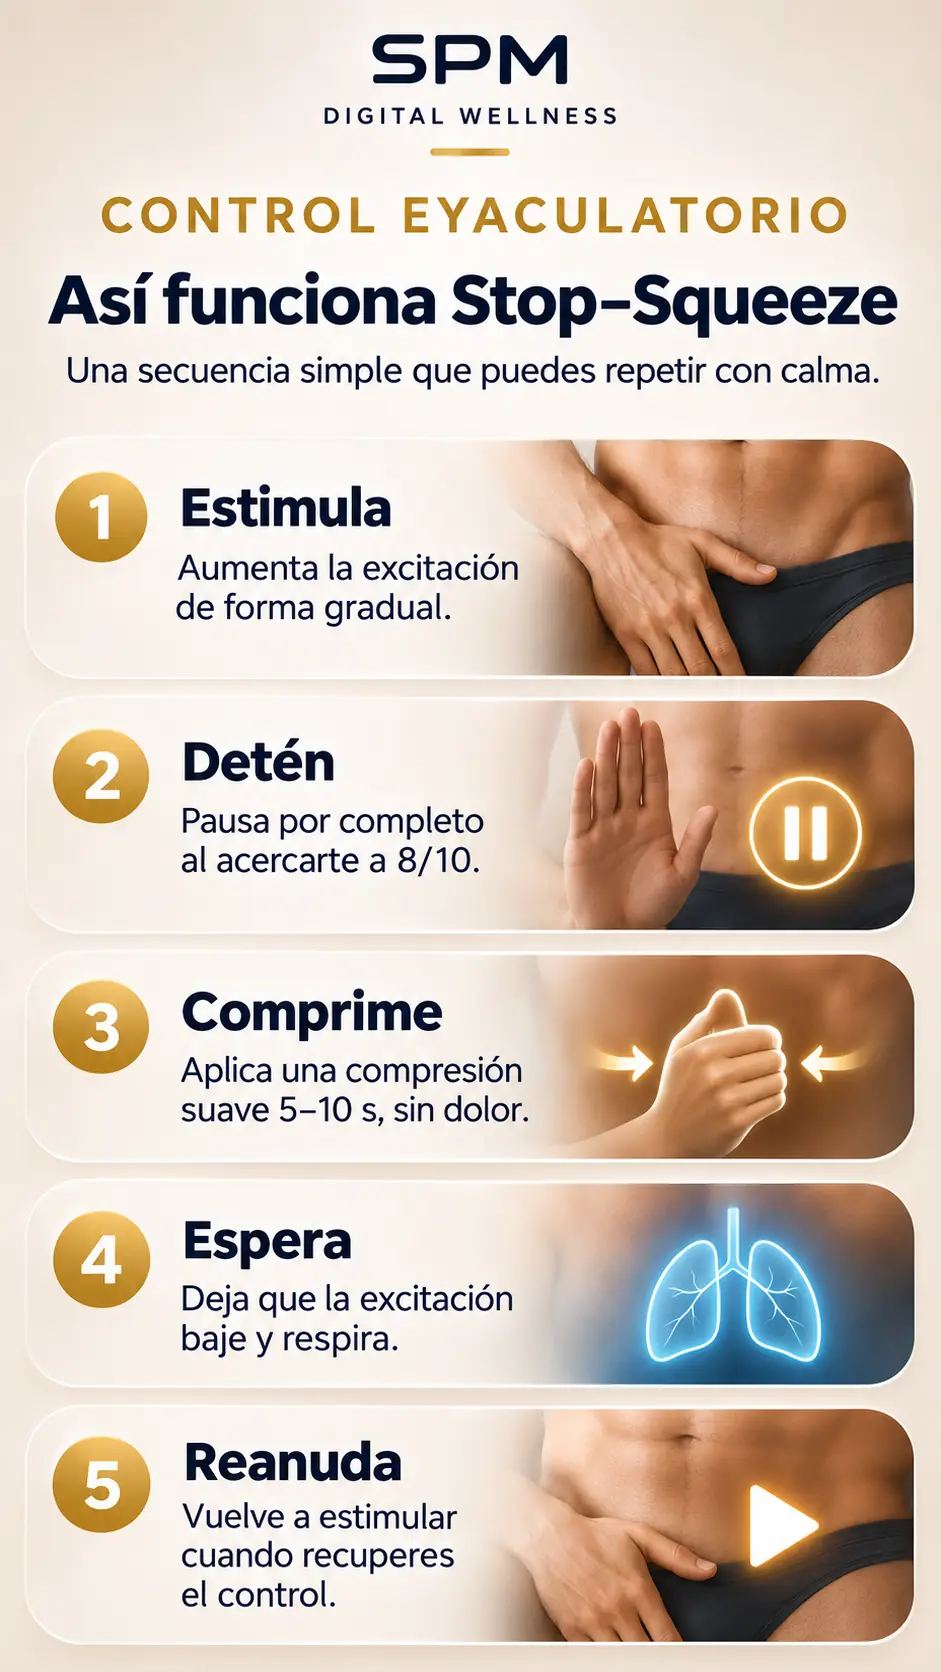 SPM
DIGITAL WELLNESS
CONTROL EYACULATORIO
Así funciona Stop-Squeeze
Una secuencia simple que puedes repetir con calma.
1
Estimula
Aumenta la excitación
de forma gradual.
2
Detén
Pausa por completo
al acercarte a 8/10.
3
Comprime
Aplica una compresión
suave 5–10 s, sin dolor.
4
Espera
Deja que la excitación
baje y respira.
5
Reanuda
Vuelve a estimular
cuando recuperes
el control.